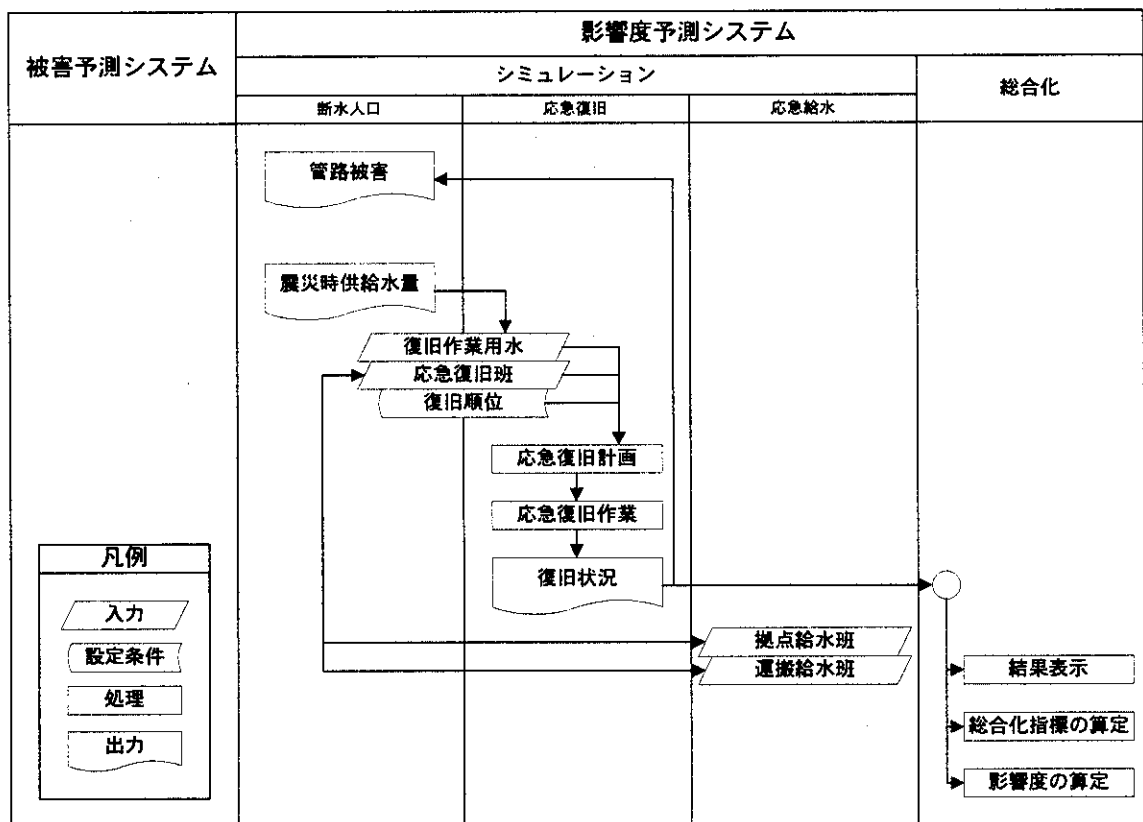 影響度予測システム
被害予測システム
シミュレーション
総合化
断水人口
応急復旧
応急給水
管路被害
震災時供給水量
復旧作業用水
応急復旧班
復旧順位
応急復旧計画
応急復旧作業
復旧状況
拠点給水班
運搬給水班
結果表示
総合化指標の算定
影響度の算定
凡例
入力
設定条件
処理
出力